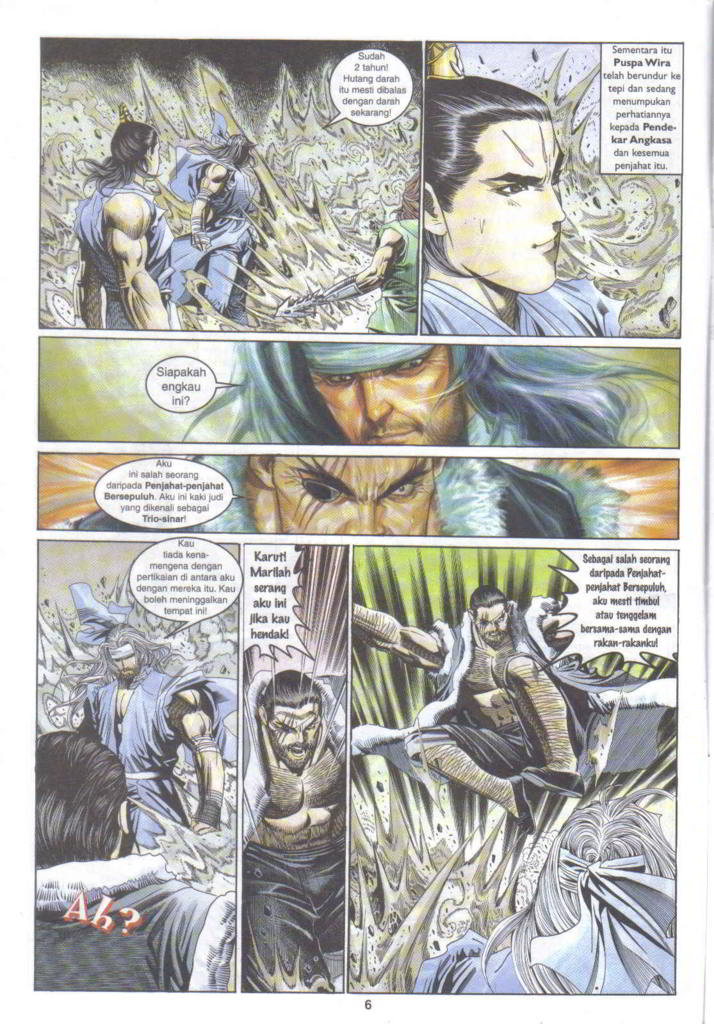 Sudah
2 tahun!
Hutang darah
itu mesti dibalas
dengan darah
sekarang!
Sementara itu
Puspa Wira
telah berundur ke
tepi dan sedang
menumpukan
perhatiannya
kepada Pende-
kar Angkasa
dan kesemua
penjahat itu.
Siapakah
engkau
ini?
Aku
ini salah seorang
daripada Penjahat-penjahat
Bersepuluh. Aku ini kaki judi
yang dikenali sebagai
Trio-sinar!
Kau
tiada kena-
mengena dengan
pertikaian di antara aku
dengan mereka itu. Kau
boleh meninggalkan
tempat ini!
Ah?
Karut!
Marilah
serang
aku ini
jika kau
hendak!
Sebagai salah seorang
daripada Penjahat-
penjahat Bersepuluh,
aku mesti timbul
atau tenggelam
bersama-sama dengan
rakan-rakanku!
6